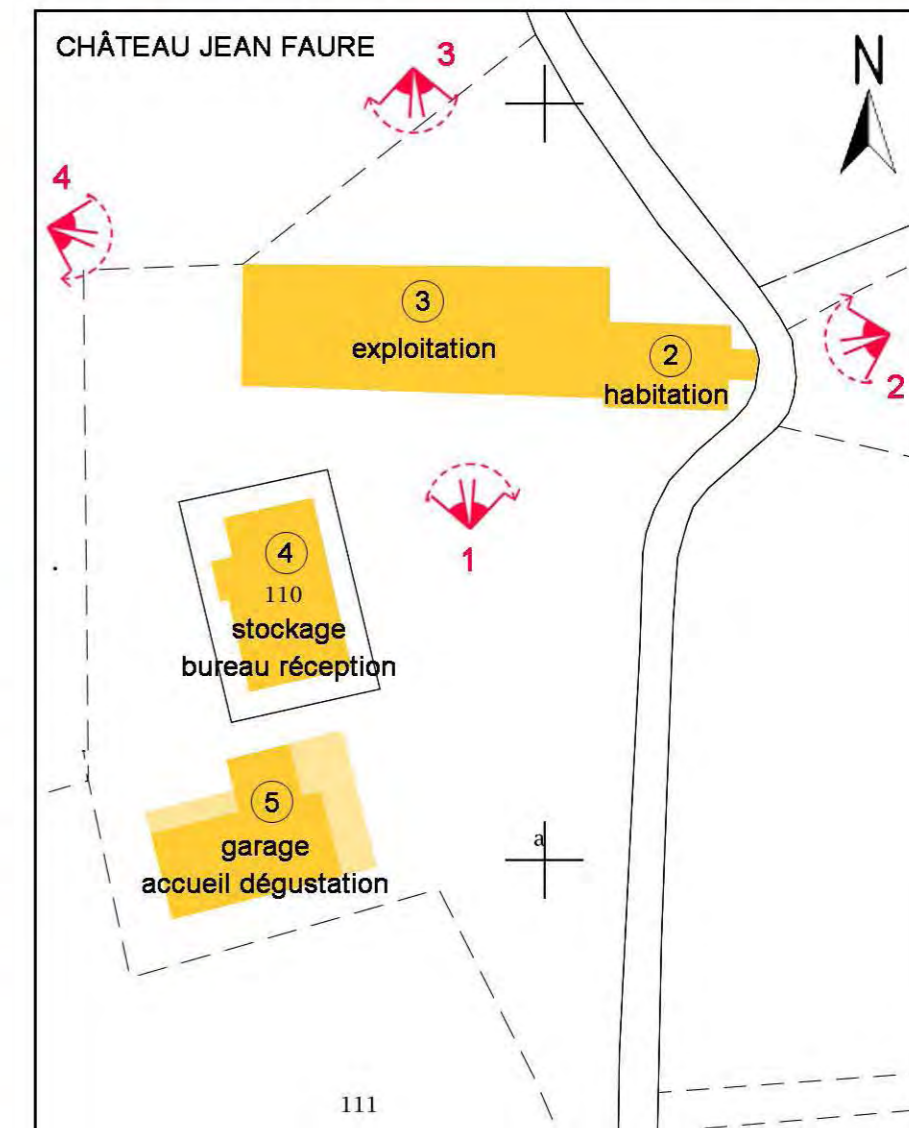 CHÂTEAU JEAN FAURE
3
N
4
3
exploitation
2
habitation
2
1
4
110
stockage
bureau réception
5
garage
accueil dégustation
a
111